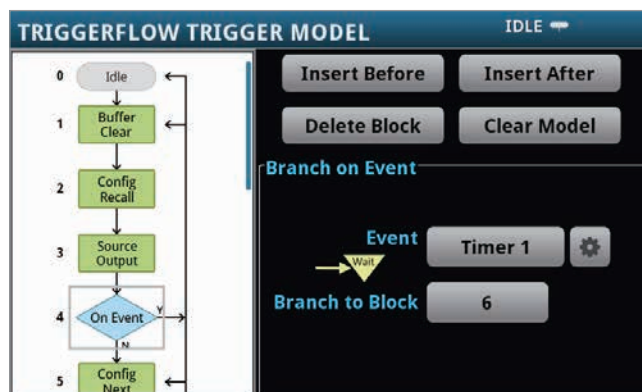 TRIGGERFLOW TRIGGER MODEL
IDLE
0
Idle
1
Buffer
Clear
2
Config
Recall
3
Source
Output
4
On Event
Y
N
5
Config
Next
Insert Before
Insert After
Delete Block
Clear Model
Branch on Event
Event
Timer 1
Wait
Branch to Block
6